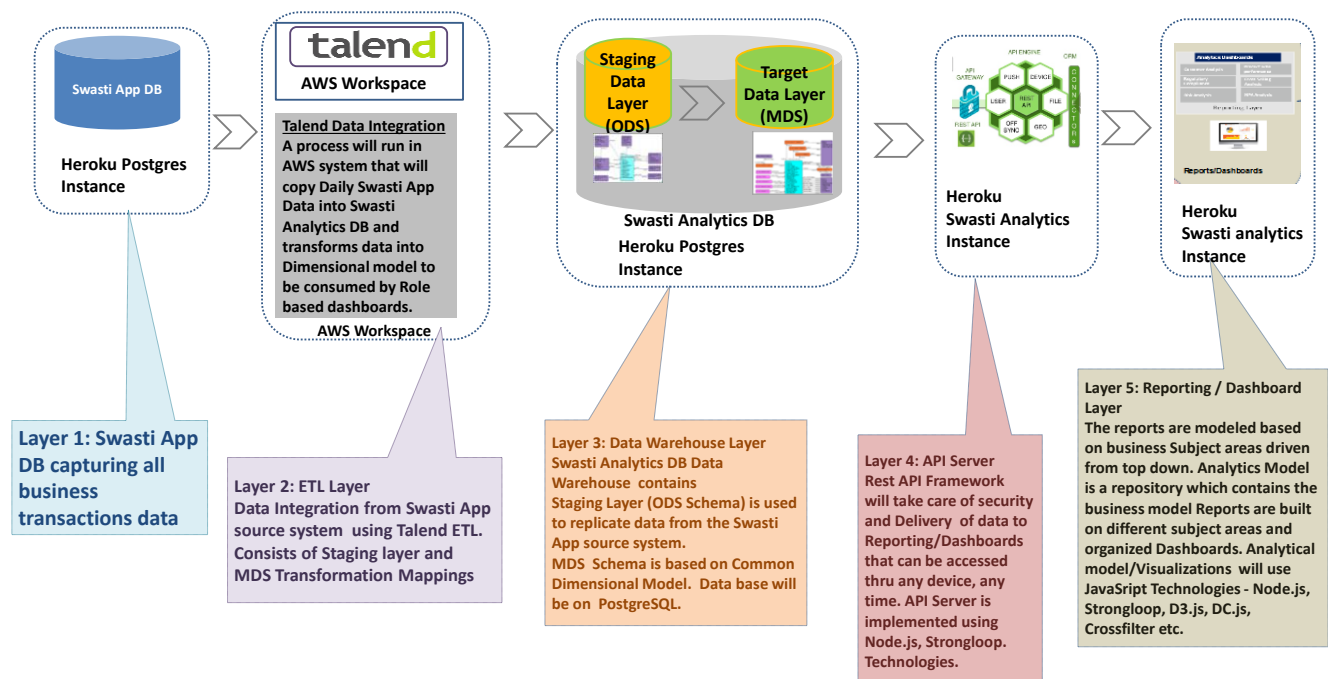 Swasti App DB
Heroku Postgres
Instance
talend
AWS Workspace
Talend Data Integration
A process will run in
AWS system that will
copy Daily Swasti App
Data into Swasti
Analytics DB and
transforms data into
Dimensional model to
be consumed by Role
based dashboards.
AWS Workspace
Staging
Data
Layer
(ODS)
Target
Data Layer
(MDS)
Swasti Analytics DB
Heroku Postgres
Instance
API ENGINE
CRM
API
GATEWAY
PUSH
DEVICE
USER
REST
API
FILE
OFF
SYNC
GEO
REST API
CONNECTORS
Heroku
Swasti Analytics
Instance
Analytics Dashboards
Reporting Layer
Reports/Dashboards
Heroku
Swasti analytics
Instance
Layer 1: Swasti App
DB capturing all
business
transactions data
Layer 2: ETL Layer
Data Integration from Swasti App
source system using Talend ETL.
Consists of Staging layer and
MDS Transformation Mappings
Layer 3: Data Warehouse Layer
Swasti Analytics DB Data
Warehouse contains
Staging Layer (ODS Schema) is used
to replicate data from the Swasti
App source system.
MDS Schema is based on Common
Dimensional Model. Data base will
be on PostgreSQL.
Layer 4: API Server
Rest API Framework
will take care of security
and Delivery of data to
Reporting/Dashboards
that can be accessed
thru any device, any
time. API Server is
implemented using
Node.js, Strongloop.
Technologies.
Layer 5: Reporting / Dashboard
Layer
The reports are modeled based
on business Subject areas driven
from top down. Analytics Model
is a repository which contains the
business model Reports are built
on different subject areas and
organized Dashboards. Analytical
model/Visualizations will use
JavaSript Technologies - Node.js,
Strongloop, D3.js, DC.js,
Crossfilter etc.